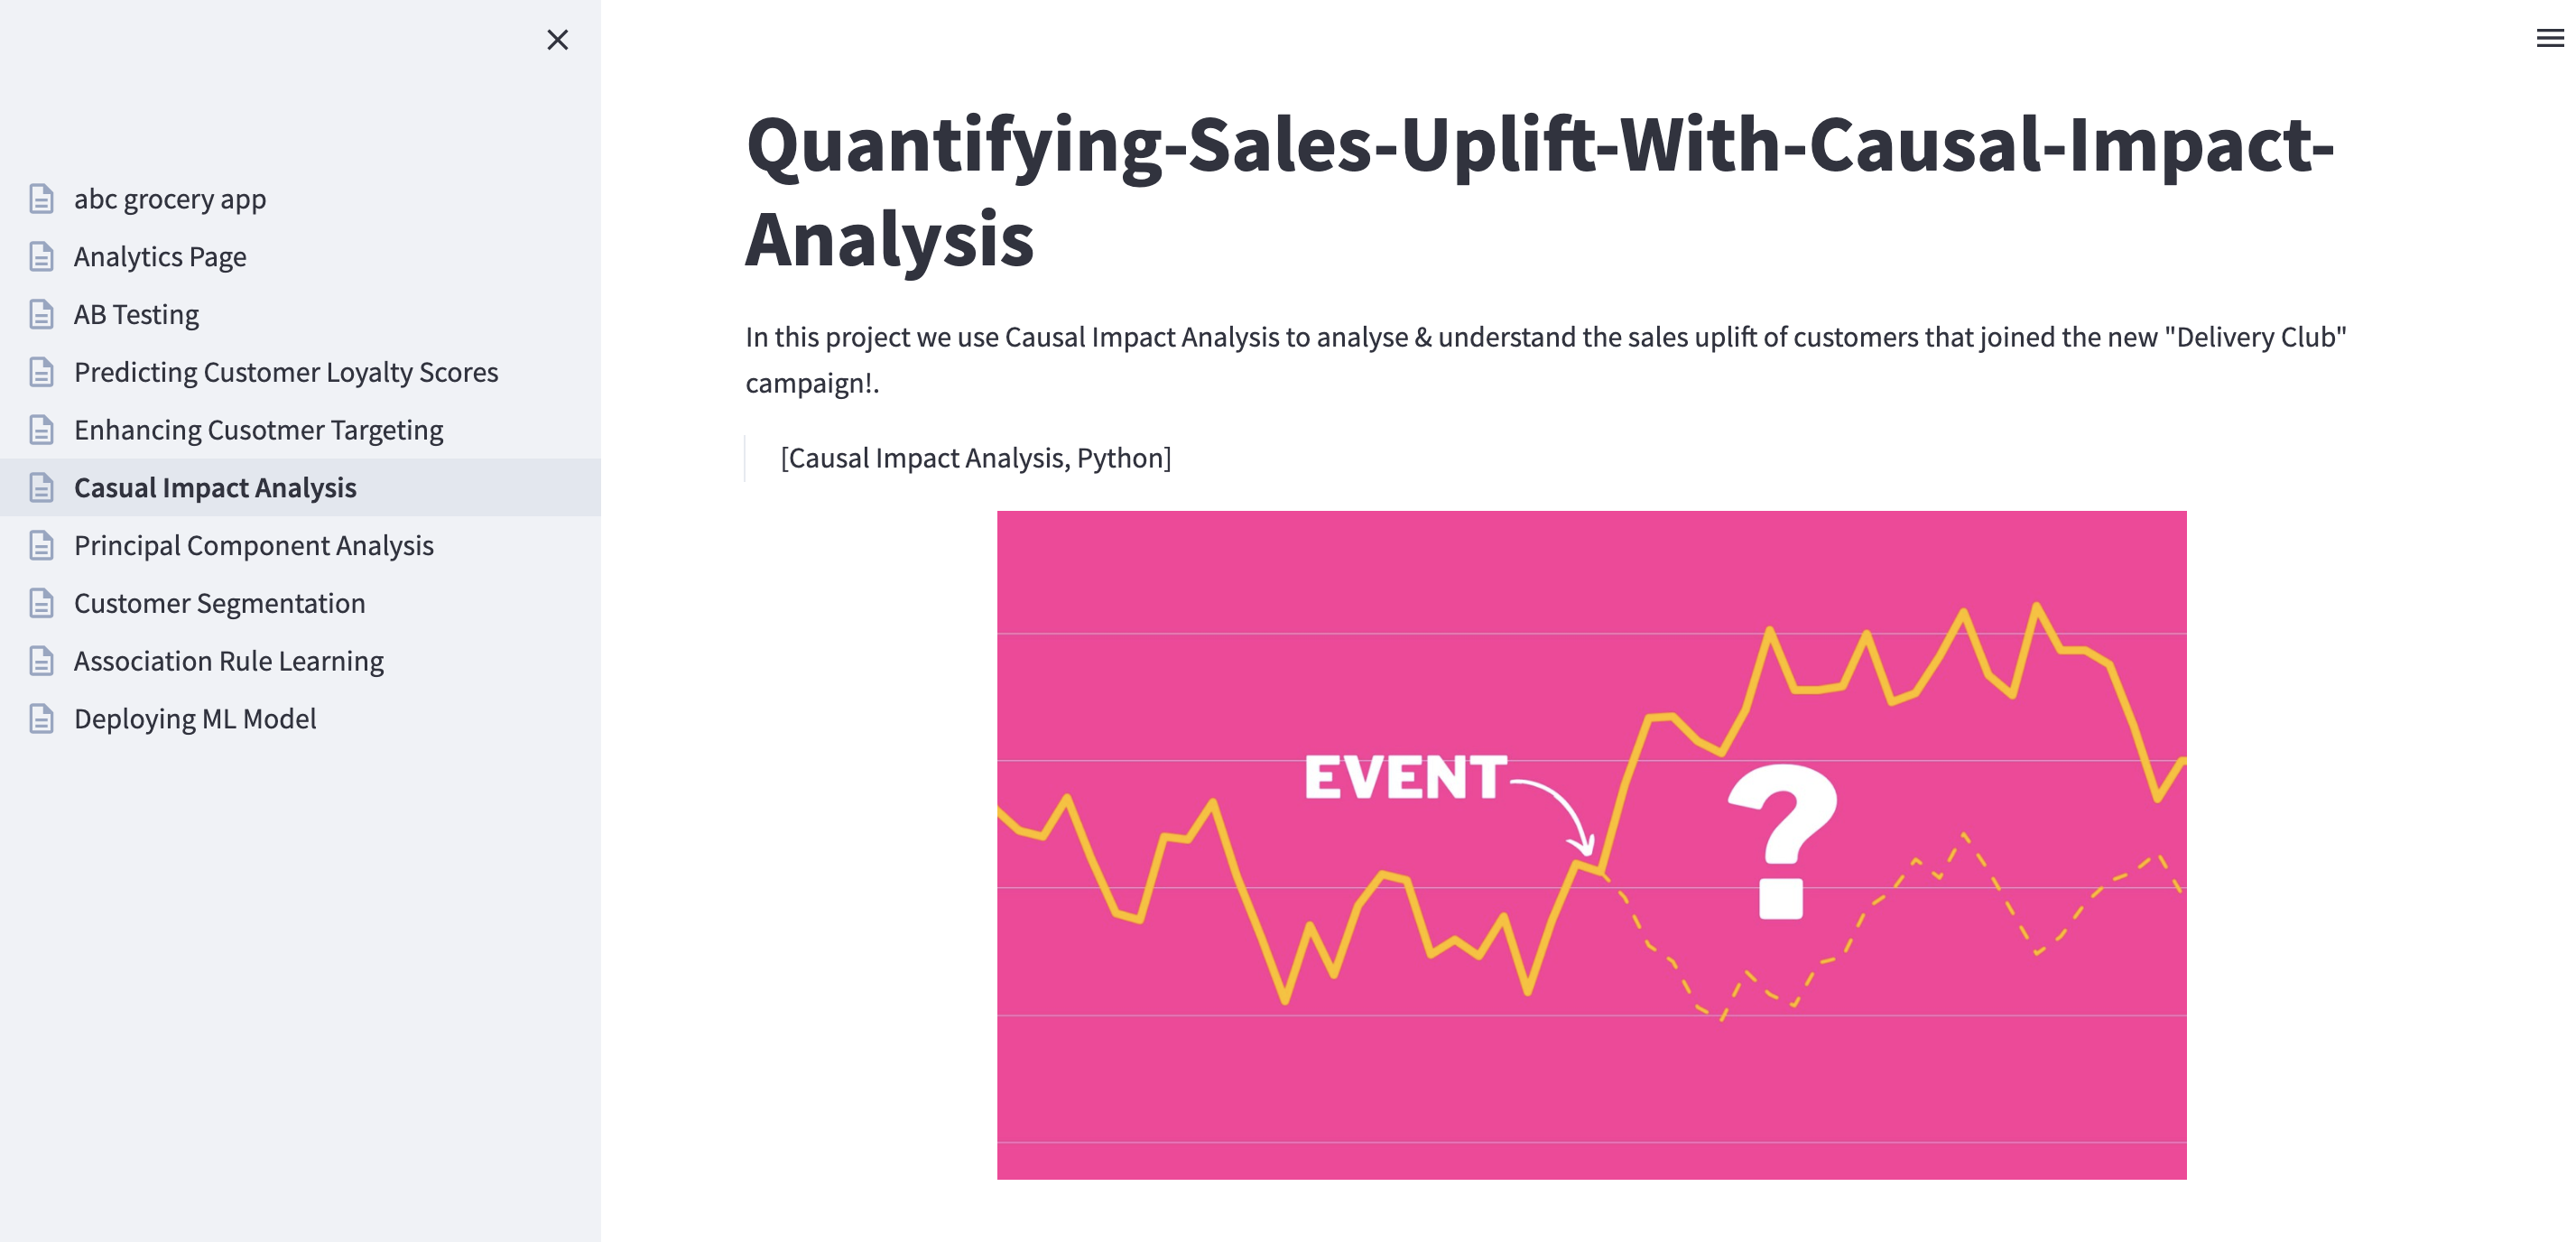 abc grocery app
Analytics Page
AB Testing
Predicting Customer Loyalty Scores
Enhancing Cusotmer Targeting
Casual Impact Analysis
Principal Component Analysis
Customer Segmentation
Association Rule Learning
Deploying ML Model
Quantifying-Sales-Uplift-With-Causal-Impact-
Analysis
In this project we use Causal Impact Analysis to analyse & understand the sales uplift of customers that joined the new "Delivery Club"
campaign!.
[Causal Impact Analysis, Python]
EVENT
?